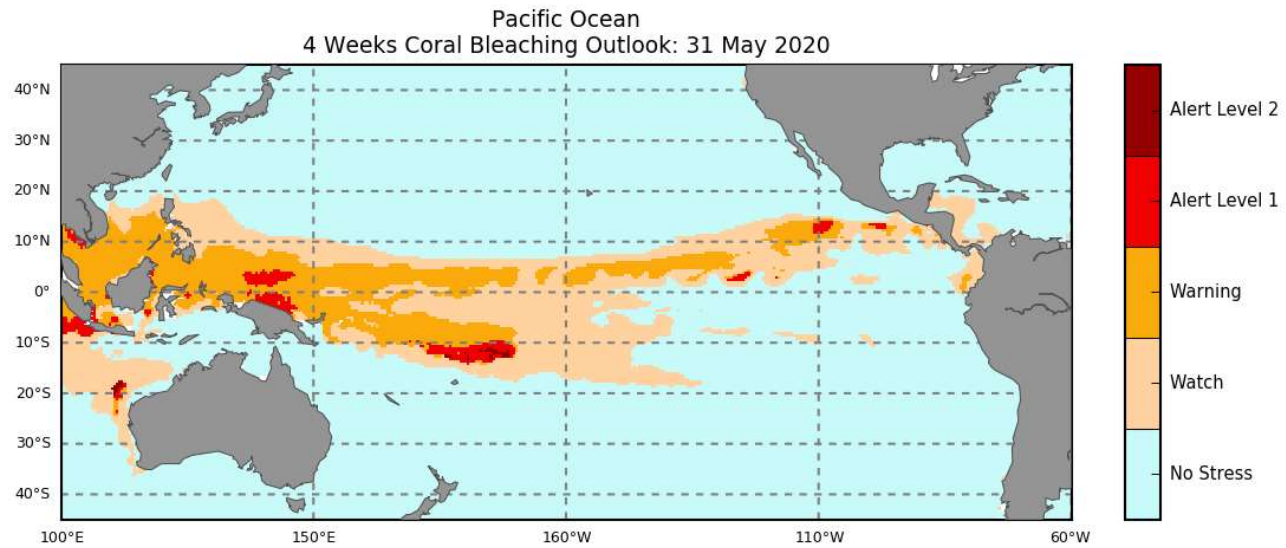 Pacific Ocean
4 Weeks Coral Bleaching Outlook: 31 May 2020
40°N
30°N
20°N
10°N
0°
10°S
20°S
30°S
40°S
100°E
150°E
160°W
110°W
60°W
Alert Level 2
Alert Level 1
Warning
Watch
No Stress